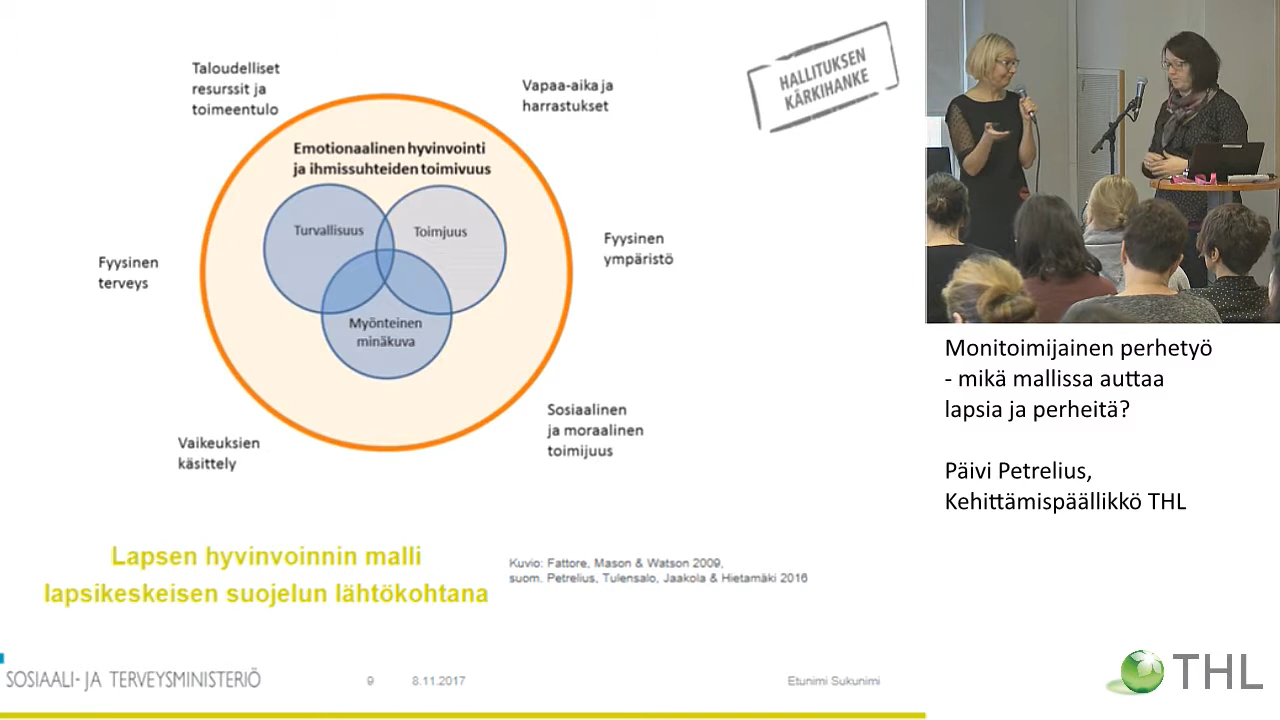 Taloudelliset
resurssit ja
toimeentulo
Vapaa-aika ja
harrastukset
HALLITUKSEN
KÄRKIHANKE
Emotionaalinen hyvinvointi
ja ihmissuhteiden toimivuus
Turvallisuus
Toimjuus
Myönteinen
minäkuva
Fyysinen
terveys
Fyysinen
ympäristö
Vaikeuksien
käsittely
Sosiaalinen
ja moraalinen
toimijuus
Lapsen hyvinvoinnin malli
lapsikeskeisen suojelun lähtökohtana
Kuvio: Fattore, Mason & Watson 2009,
suom. Petrelius, Tulensalo, Jaakola & Hietamäki 2016
SOSIAALI- JA TERVEYSMINISTERIÖ
9
8.11.2017
Etunimi Sukunimi
Monitoimijainen perhetyö
- mikä mallissa auttaa
lapsia ja perheitä?
Päivi Petrelius,
Kehittämispäällikkö THL
THL